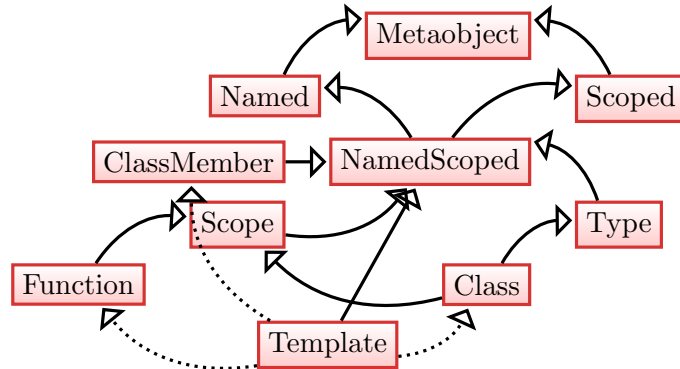 Metaobject
Named
Scoped
ClassMember
NamedScoped
Scope
Type
Function
Class
Template